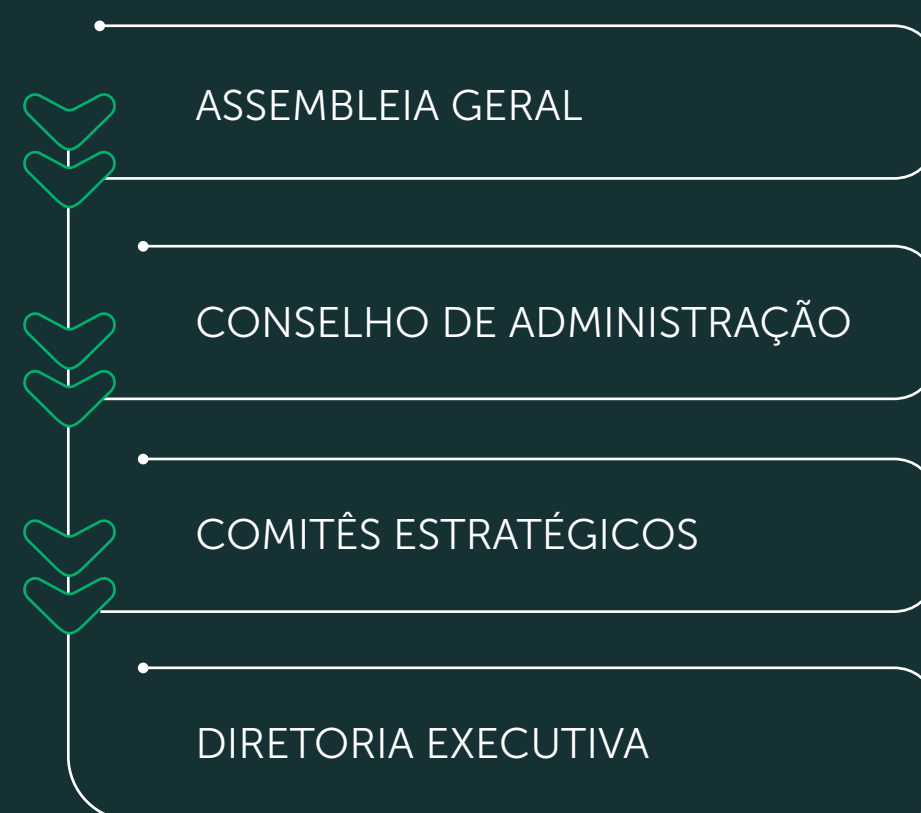 ASSEMBLEIA GERAL
CONSELHO DE ADMINISTRAÇÃO
COMITÊS ESTRATÉGICOS
DIRETORIA EXECUTIVA